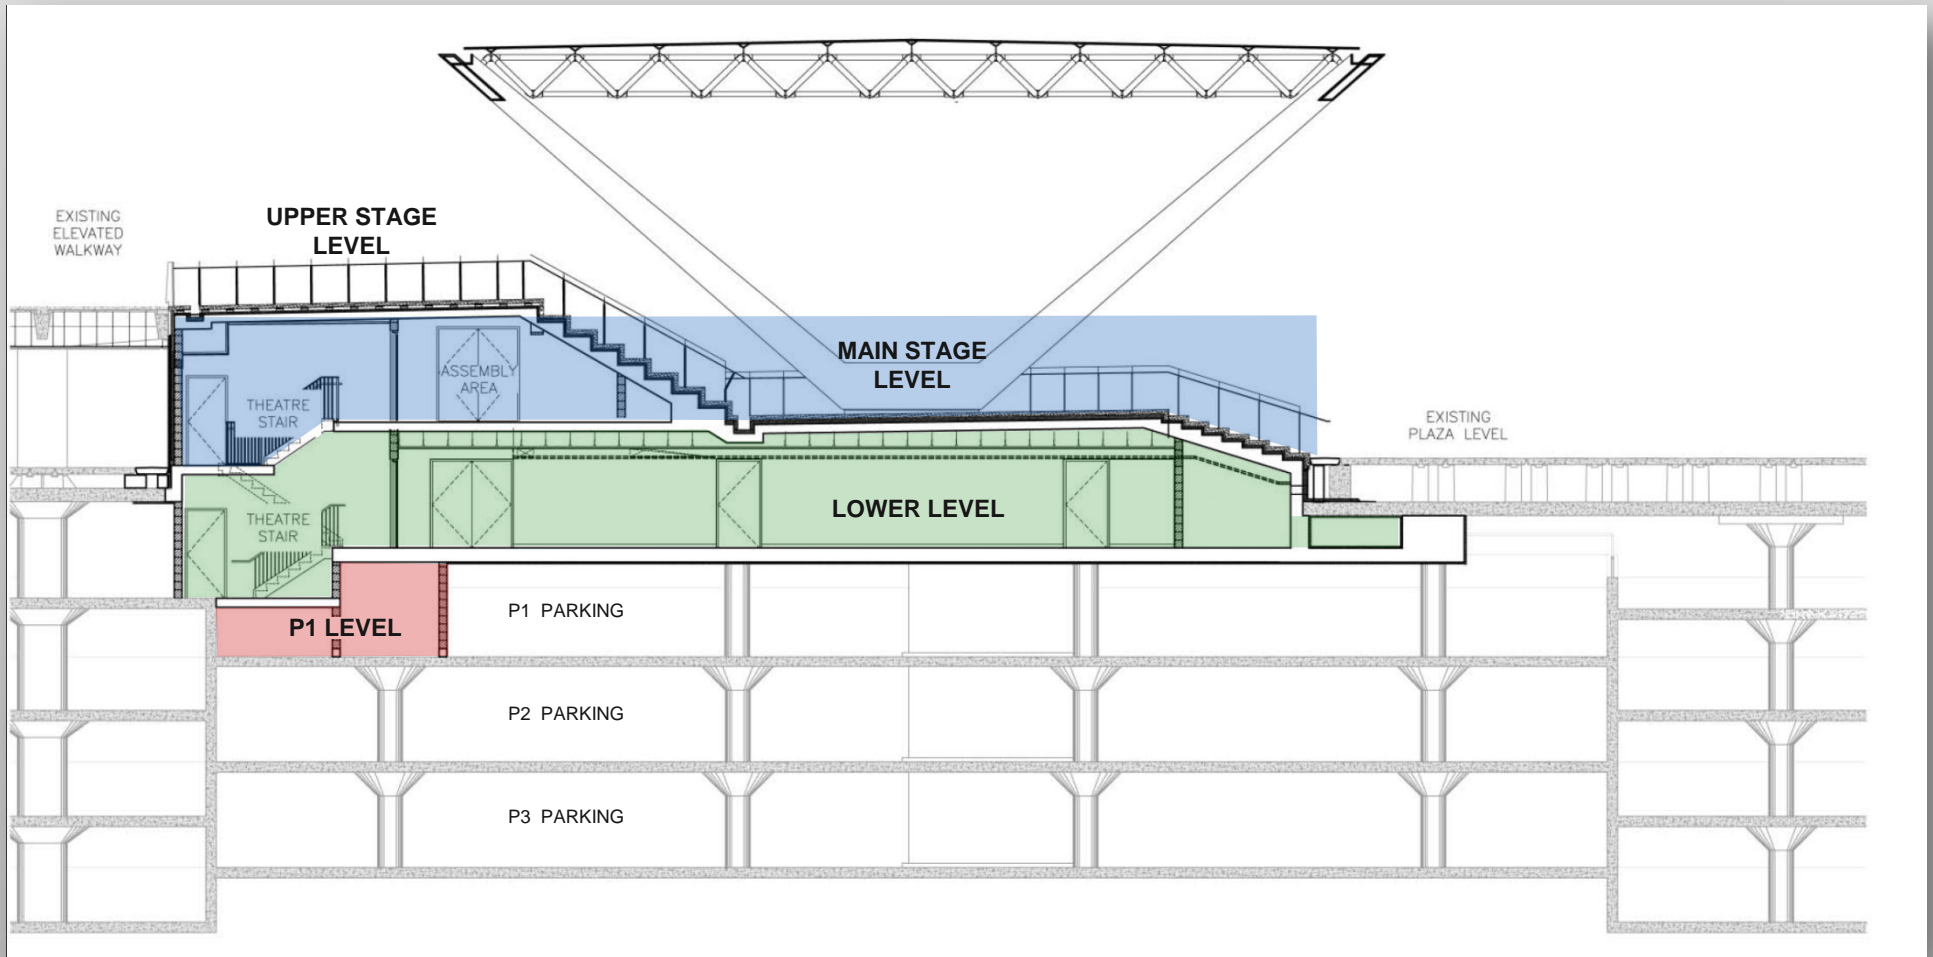 EXISTING
ELEVATED
WALKWAY
UPPER STAGE
LEVEL
MAIN STAGE
LEVEL
ASSEMBLY
AREA
THEATRE
STAIR
EXISTING
PLAZA LEVEL
LOWER LEVEL
THEATRE
STAIR
P1 LEVEL
P1 PARKING
P2 PARKING
P3 PARKING